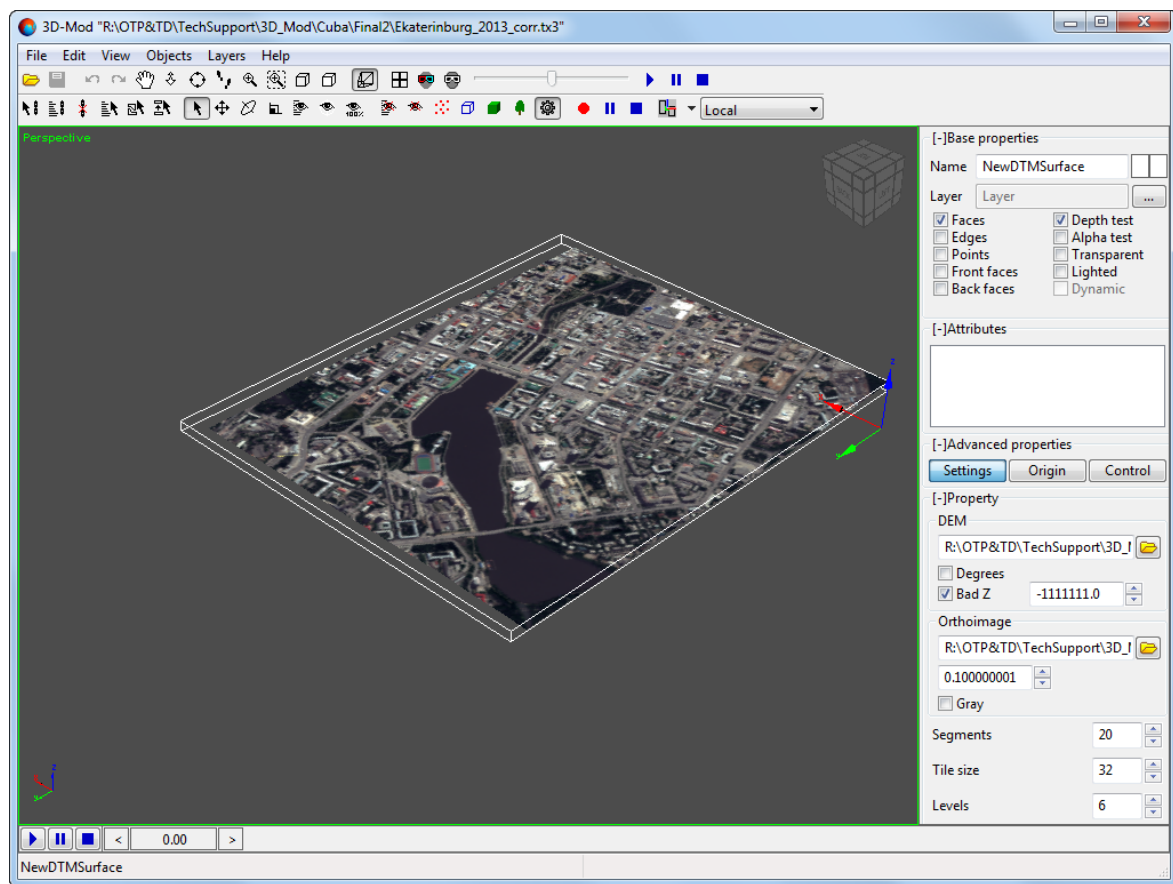 3D-Mod "R:\OTP&TD\TechSupport\3D_Mod\Cuba\Final2\Ekaterinburg_2013_corr.tx3"
File Edit View Objects Layers Help
100%
Local
Perspective
[-]Base properties
Name NewDTMSurface
Layer Layer ...
Faces Depth test
Edges Alpha test
Points Transparent
Front faces Lighted
Back faces Dynamic
[-]Attributes
z
y
[-]Advanced properties
Settings Origin Control
[-]Property
DEM
R:\OTP&TD\TechSupport\3D_
Degrees
Bad Z -1111111.0
Orthoimage
R:\OTP&TD\TechSupport\3D_
0.100000001
Gray
Segments 20
Tile size 32
Levels 6
z
y
< 0.00 >
NewDTMSurface